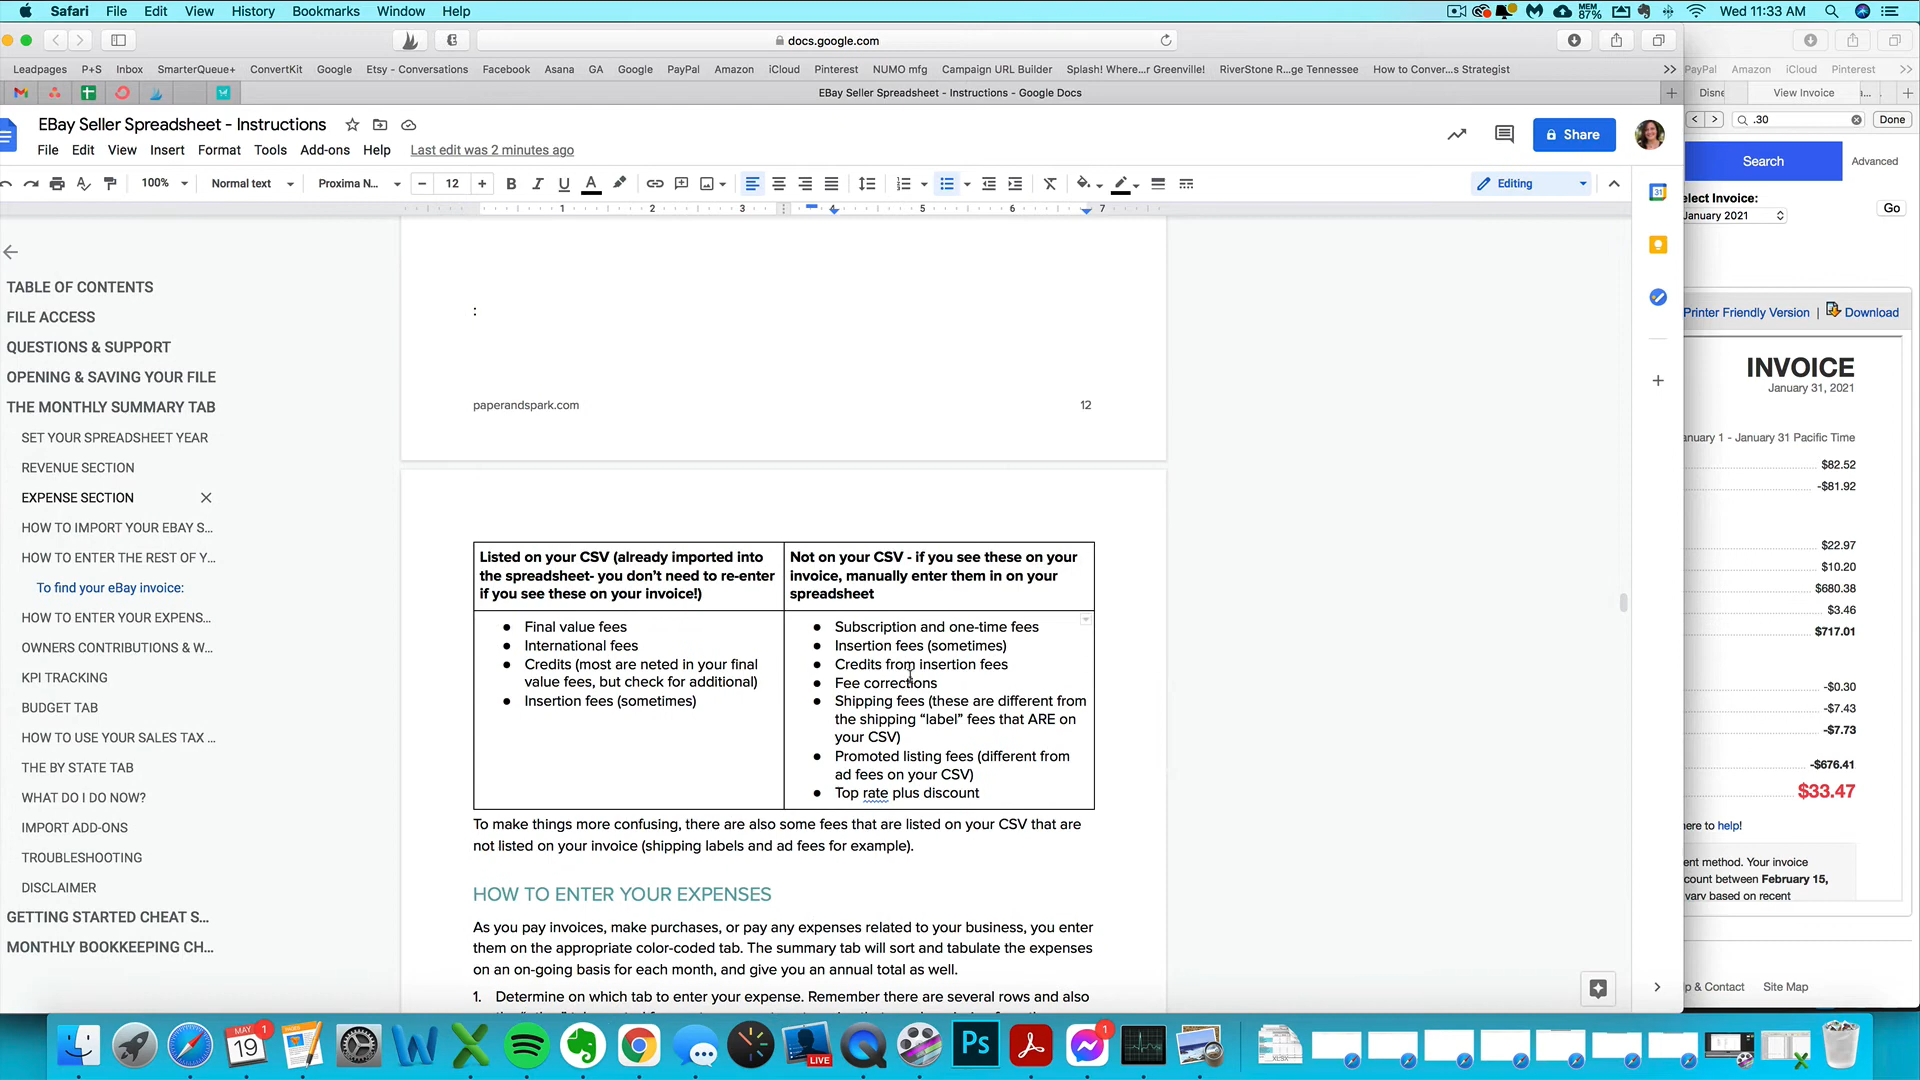 Safari File Edit View History Bookmarks Window Help
MEM 87% Wed 11:33 AM
docs.google.com
Leadpages P+S Inbox SmarterQueue+ ConvertKit Google Etsy - Conversations Facebook Asana GA Google PayPal Amazon iCloud Pinterest NUMO mfg Campaign URL Builder Splash! Where...r Greenville! RiverStone R...ge Tennessee How to Conver...s Strategist
PayPal Amazon iCloud Pinterest
EBay Seller Spreadsheet - Instructions - Google Docs
View Invoice
EBay Seller Spreadsheet - Instructions
File Edit View Insert Format Tools Add-ons Help Last edit was 2 minutes ago
Share
100% Normal text Proxima N... 12
Editing
1 2 3 4 5 6 7
TABLE OF CONTENTS
FILE ACCESS
QUESTIONS & SUPPORT
OPENING & SAVING YOUR FILE
THE MONTHLY SUMMARY TAB
SET YOUR SPREADSHEET YEAR
REVENUE SECTION
EXPENSE SECTION
HOW TO IMPORT YOUR EBAY S...
HOW TO ENTER THE REST OF Y...
To find your eBay invoice:
HOW TO ENTER YOUR EXPENS...
OWNERS CONTRIBUTIONS & W...
KPI TRACKING
BUDGET TAB
HOW TO USE YOUR SALES TAX ...
THE BY STATE TAB
WHAT DO I DO NOW?
IMPORT ADD-ONS
TROUBLESHOOTING
DISCLAIMER
GETTING STARTED CHEAT S...
MONTHLY BOOKKEEPING CH...
:
paperandspark.com 12
Listed on your CSV (already imported into
the spreadsheet- you don't need to re-enter
if you see these on your invoice!)
Final value fees
International fees
Credits (most are neted in your final
value fees, but check for additional)
Insertion fees (sometimes)
Not on your CSV - if you see these on your
invoice, manually enter them in on your
spreadsheet
Subscription and one-time fees
Insertion fees (sometimes)
Credits from insertion fees
Fee corrections
Shipping fees (these are different from
the shipping "label" fees that ARE on
your CSV)
Promoted listing fees (different from
ad fees on your CSV)
Top rate plus discount
To make things more confusing, there are also some fees that are listed on your CSV that are
not listed on your invoice (shipping labels and ad fees for example).
HOW TO ENTER YOUR EXPENSES
As you pay invoices, make purchases, or pay any expenses related to your business, you enter
them on the appropriate color-coded tab. The summary tab will sort and tabulate the expenses
on an on-going basis for each month, and give you an annual total as well.
1. Determine on which tab to enter your expense. Remember there are several rows and also
.30 Done
Search Advanced
elect Invoice:
January 2021 Go
Printer Friendly Version | Download
INVOICE
January 31, 2021
anuary 1 - January 31 Pacific Time
$82.52
-$81.92
$22.97
$10.20
$680.38
$3.46
$717.01
-$0.30
-$7.43
-$7.73
-$676.41
$33.47
here to help!
ent method. Your invoice
count between February 15,
vary based on recent
p & Contact Site Map
MAY 19 1
LIVE
Ps
1
XLSX